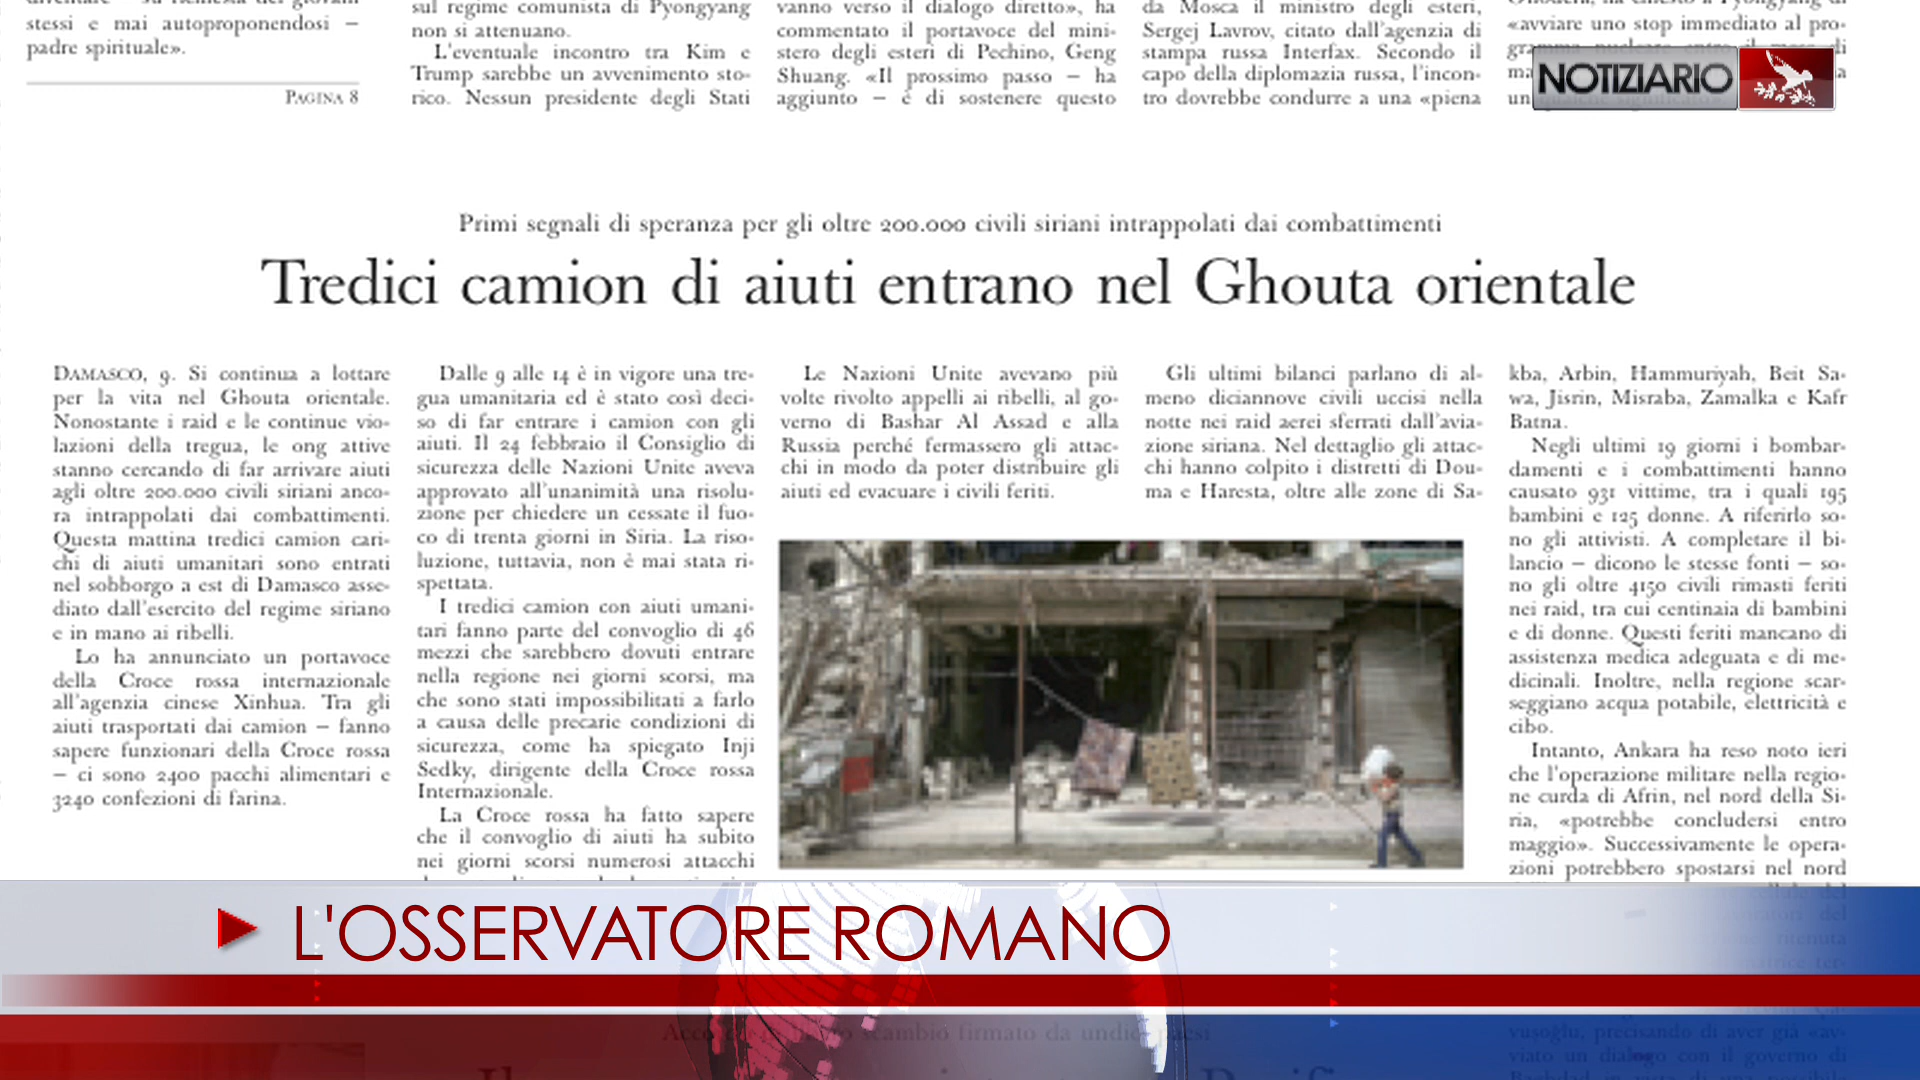 stessi e mai autoproponendosi –
padre spirituale».
PAGINA 8
sul regime comunista di Pyongyang
non si attenuano.
L'eventuale incontro tra Kim e
Trump sarebbe un avvenimento sto-
rico. Nessun presidente degli Stati
vanno verso il dialogo diretto», ha
commentato il portavoce del mini-
stero degli esteri di Pechino, Geng
Shuang. «Il prossimo passo – ha
aggiunto – è di sostenere questo
da Mosca il ministro degli esteri,
Sergej Lavrov, citato dall'agenzia di
stampa russa Interfax. Secondo il
capo della diplomazia russa, l'incon-
tro dovrebbe condurre a una «piena
«avviare uno stop immediato al pro-
NOTIZIARIO
Primi segnali di speranza per gli oltre 200.000 civili siriani intrappolati dai combattimenti
Tredici camion di aiuti entrano nel Ghouta orientale
DAMASCO, 9. Si continua a lottare
per la vita nel Ghouta orientale.
Nonostante i raid e le continue vio-
lazioni della tregua, le ong attive
stanno cercando di far arrivare aiuti
agli oltre 200.000 civili siriani anco-
ra intrappolati dai combattimenti.
Questa mattina tredici camion cari-
chi di aiuti umanitari sono entrati
nel sobborgo a est di Damasco asse-
diato dall'esercito del regime siriano
e in mano ai ribelli.
Lo ha annunciato un portavoce
della Croce rossa internazionale
all'agenzia cinese Xinhua. Tra gli
aiuti trasportati dai camion – fanno
sapere funzionari della Croce rossa
– ci sono 2400 pacchi alimentari e
3240 confezioni di farina.
Dalle 9 alle 14 è in vigore una tre-
gua umanitaria ed è stato così deci-
so di far entrare i camion con gli
aiuti. Il 24 febbraio il Consiglio di
sicurezza delle Nazioni Unite aveva
approvato all'unanimità una risolu-
zione per chiedere un cessate il fuo-
co di trenta giorni in Siria. La riso-
luzione, tuttavia, non è mai stata ri-
spettata.
I tredici camion con aiuti umani-
tari fanno parte del convoglio di 46
mezzi che sarebbero dovuti entrare
nella regione nei giorni scorsi, ma
che sono stati impossibilitati a farlo
a causa delle precarie condizioni di
sicurezza, come ha spiegato Inji
Sedky, dirigente della Croce rossa
Internazionale.
La Croce rossa ha fatto sapere
che il convoglio di aiuti ha subito
nei giorni scorsi numerosi attacchi
Le Nazioni Unite avevano più
volte rivolto appelli ai ribelli, al go-
verno di Bashar Al Assad e alla
Russia perché fermassero gli attac-
chi in modo da poter distribuire gli
aiuti ed evacuare i civili feriti.
Gli ultimi bilanci parlano di al-
meno diciannove civili uccisi nella
notte nei raid aerei sferrati dall'avia-
zione siriana. Nel dettaglio gli attac-
chi hanno colpito i distretti di Dou-
ma e Haresta, oltre alle zone di Sa-
kba, Arbin, Hammuriyah, Beit Sa-
wa, Jisrin, Misraba, Zamalka e Kafr
Batna.
Negli ultimi 19 giorni i bombar-
damenti e i combattimenti hanno
causato 931 vittime, tra i quali 195
bambini e 125 donne. A riferirlo so-
no gli attivisti. A completare il bi-
lancio – dicono le stesse fonti – so-
no gli oltre 4150 civili rimasti feriti
nei raid, tra cui centinaia di bambini
e di donne. Questi feriti mancano di
assistenza medica adeguata e di me-
dicinali. Inoltre, nella regione scar-
seggiano acqua potabile, elettricità e
cibo.
Intanto, Ankara ha reso noto ieri
che l'operazione militare nella regio-
ne curda di Afrin, nel nord della Si-
ria, «potrebbe concludersi entro
maggio». Successivamente le opera-
zioni potrebbero spostarsi nel nord
L'OSSERVATORE ROMANO
scambio firmato da undici paesi
vusoglu, precisando di aver già «av-
viato un dialogo con il governo di